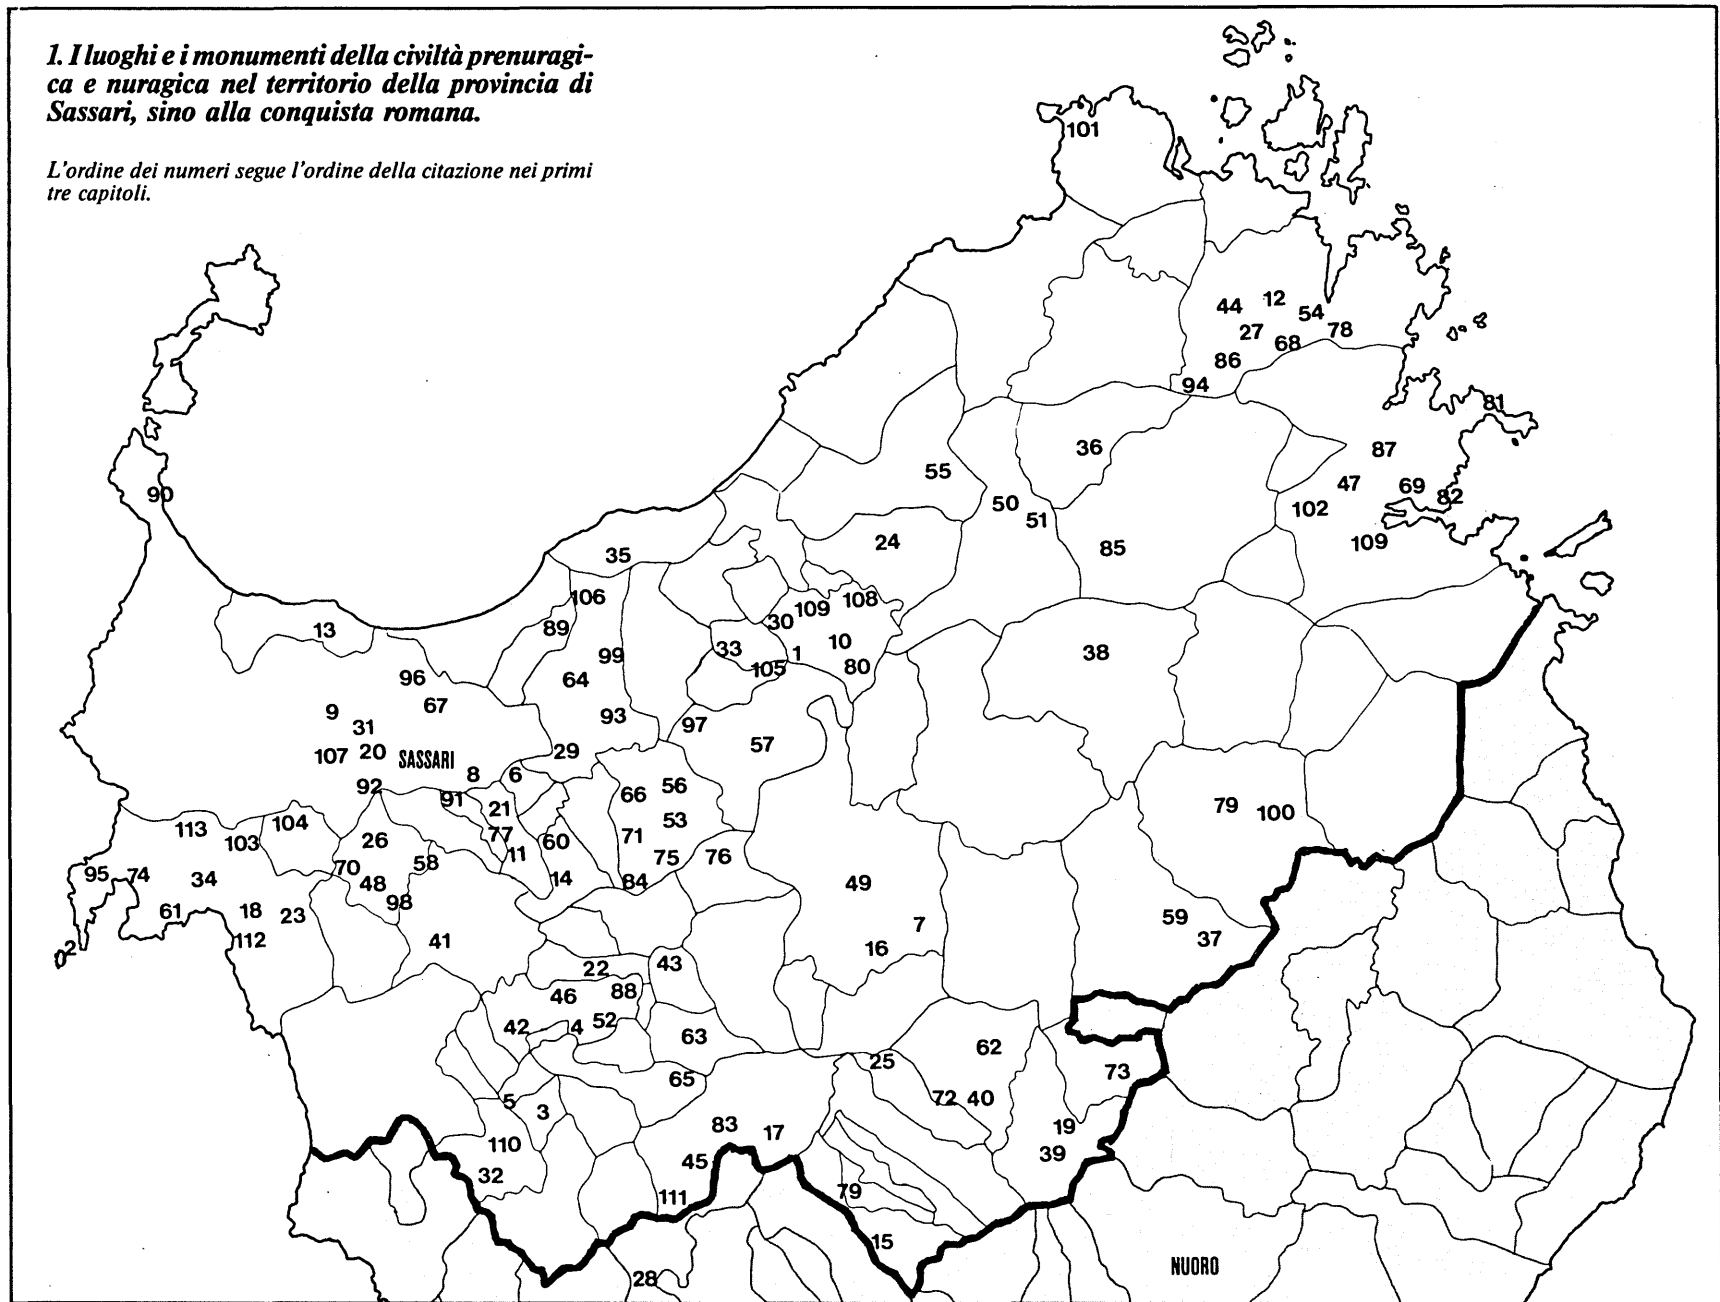 1. I luoghi e i monumenti della civiltà prenuragi-
ca e nuragica nel territorio della provincia di
Sassari, sino alla conquista romana.
L'ordine dei numeri segue l'ordine della citazione nei primi
tre capitoli.
101
44 12 54
27 68 78
86
94
81
36 87
55 47 69 82
90 50 102
51
24 85 109
35
106 109 108
13 89 30 10
99 33 1 38
96 64 105 80
67
9 93 97
31 57
107 20 SASSARI 29
8 6 56
92 91 66 79 100
21 53
113 104 77 71
103 26 60 76
11 75
58
95 74 34 70 48 14 84 49
98
61 18 23 7 59
112 41 37
2 16
22 43
46 88
42 4 52 63 62
25
65 73
5 3 72 40
83 17 19
110 45 39
32
111 79
15
28 NUORO